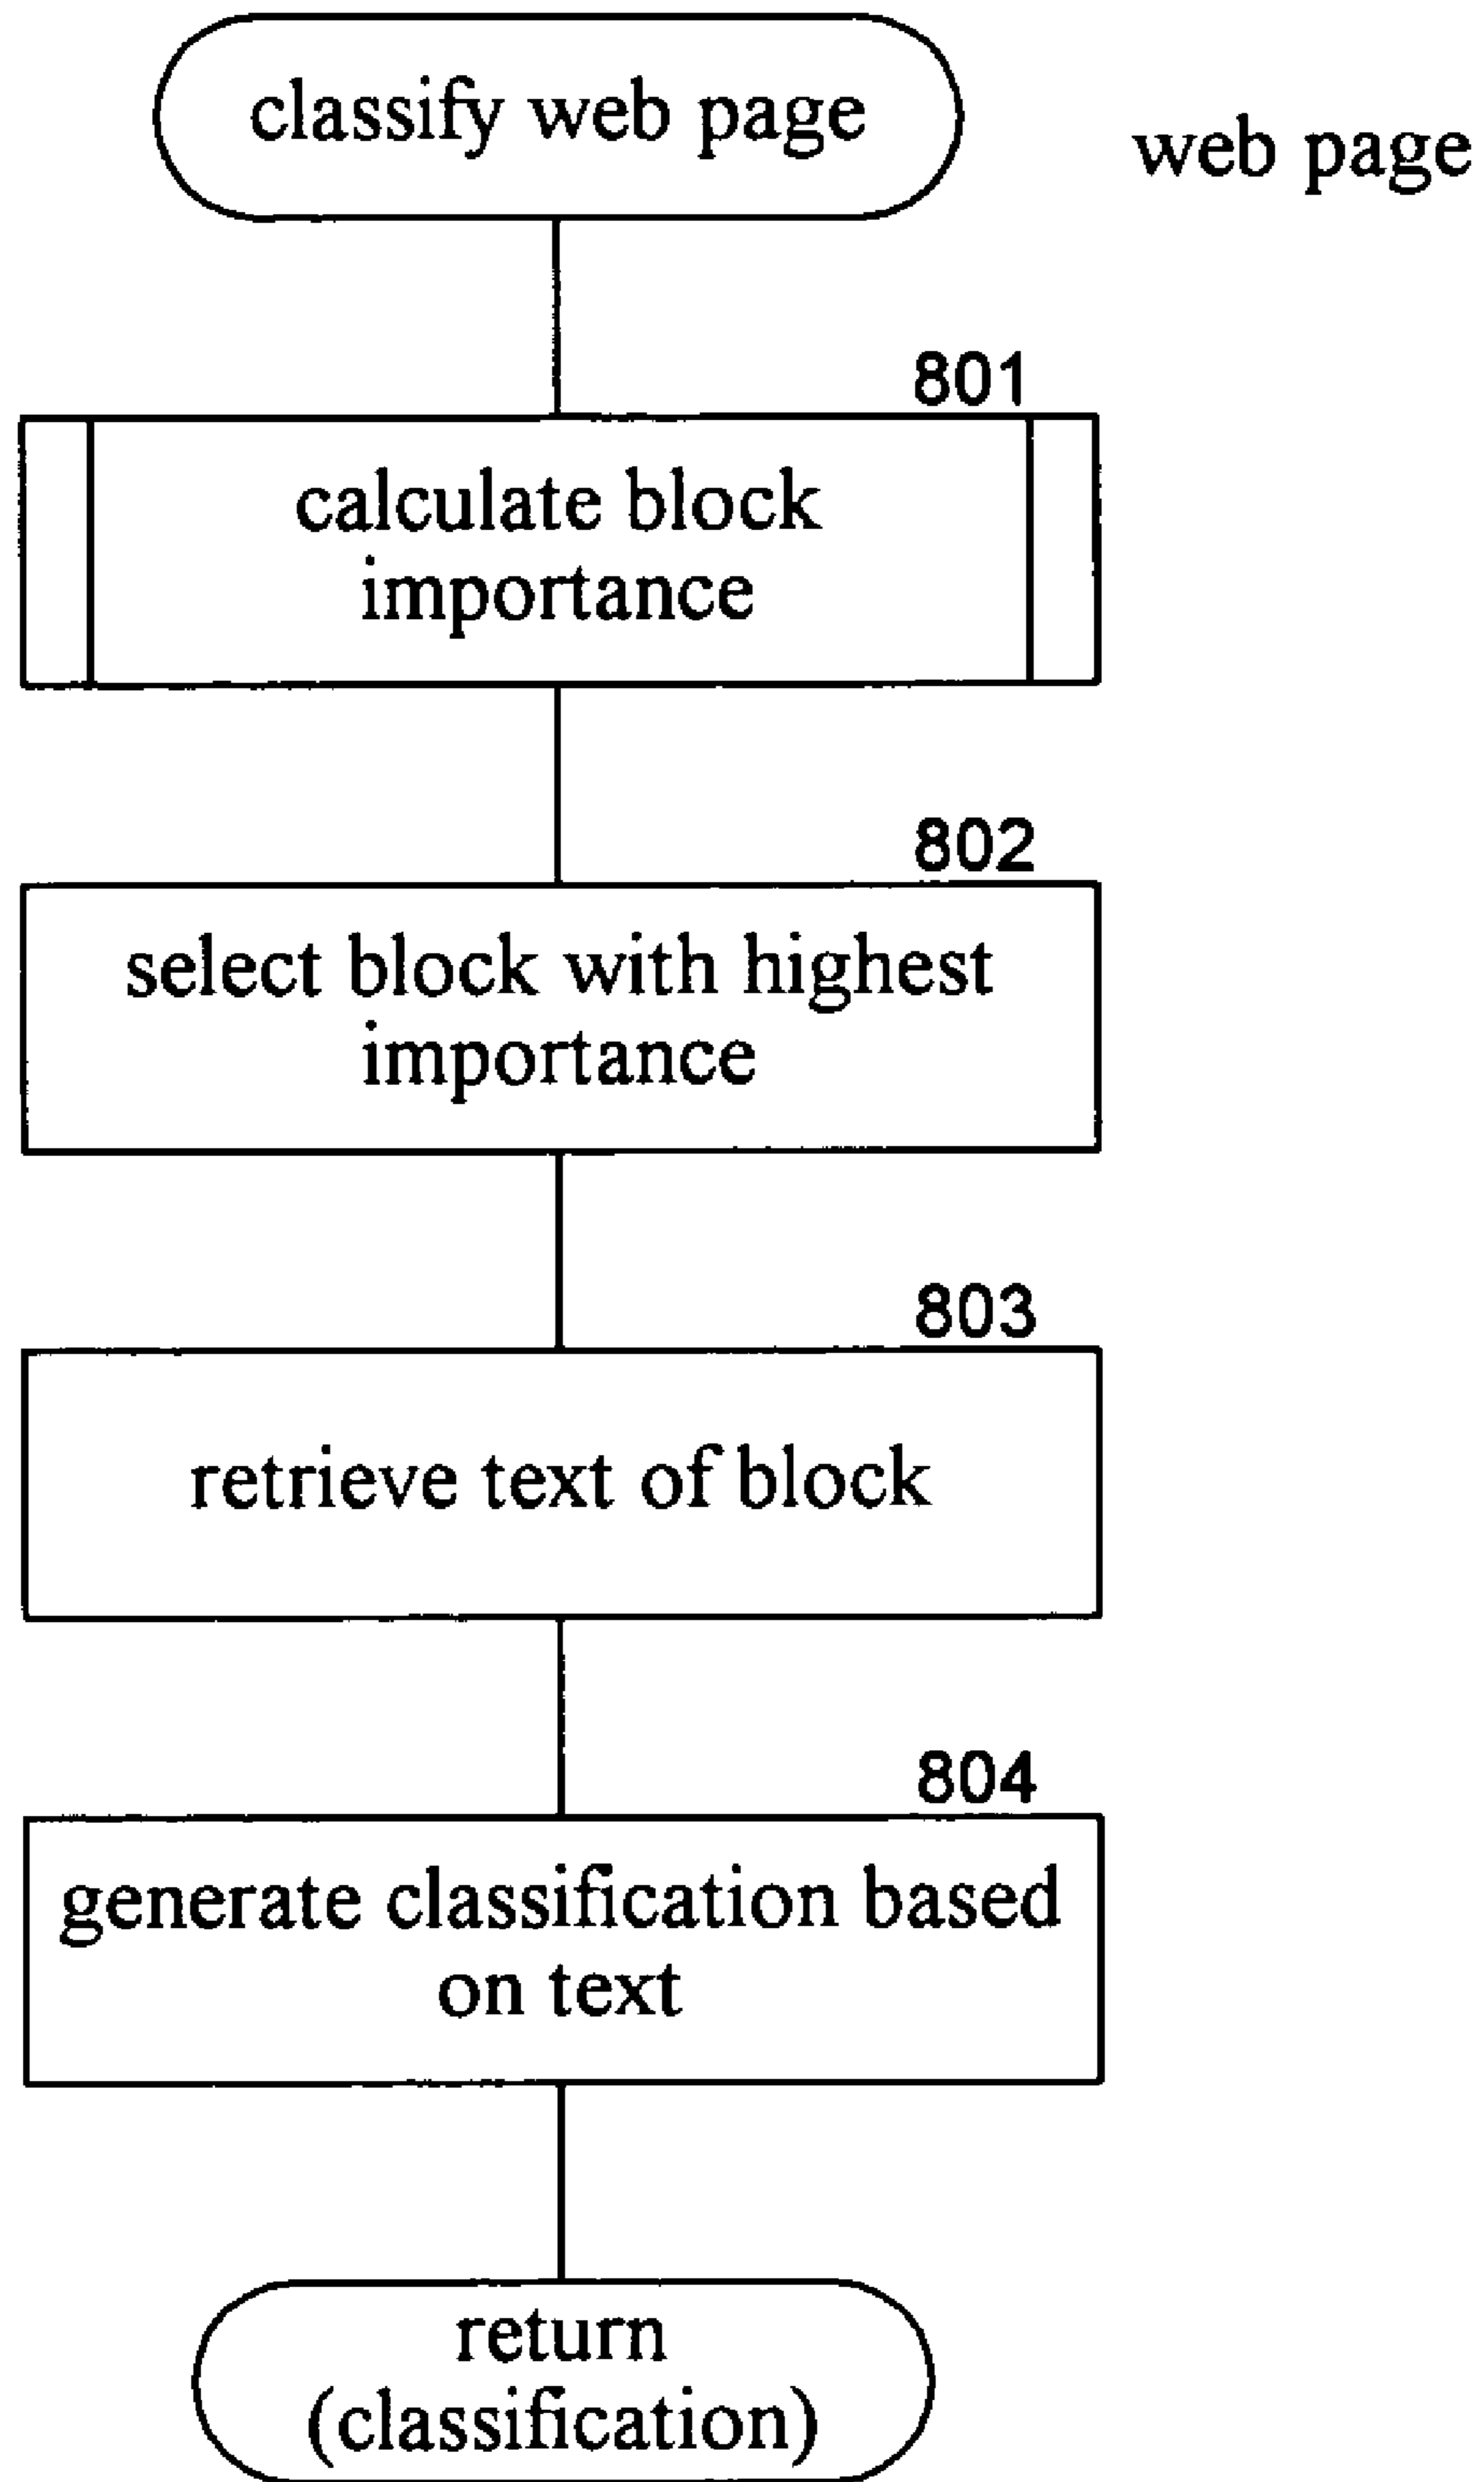 classify web page
web page
801
calculate block
importance
802
select block with highest
importance
803
retrieve text of block
804
generate classification based
on text
return
(classification)